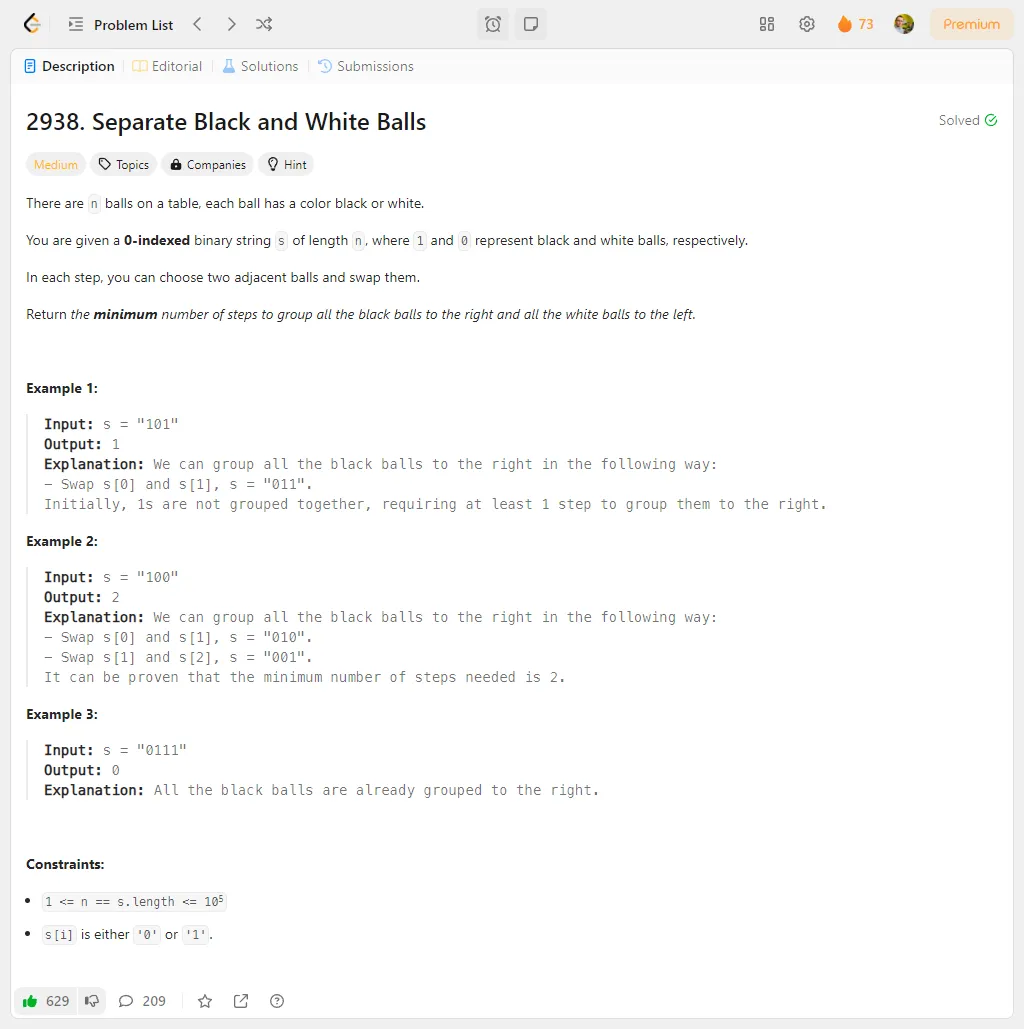 Problem List
73
Premium
Description
Editorial
Solutions
Submissions
2938. Separate Black and White Balls
Solved
Medium
Topics
Companies
Hint
There are n balls on a table, each ball has a color black or white.
You are given a 0-indexed binary string s of length n, where 1 and 0 represent black and white balls, respectively.
In each step, you can choose two adjacent balls and swap them.
Return the minimum number of steps to group all the black balls to the right and all the white balls to the left.
Example 1:
Input: s = "101"
Output: 1
Explanation: We can group all the black balls to the right in the following way:
- Swap s[0] and s[1], s = "011".
Initially, 1s are not grouped together, requiring at least 1 step to group them to the right.
Example 2:
Input: s = "100"
Output: 2
Explanation: We can group all the black balls to the right in the following way:
- Swap s[0] and s[1], s = "010".
- Swap s[1] and s[2], s = "001".
It can be proven that the minimum number of steps needed is 2.
Example 3:
Input: s = "0111"
Output: 0
Explanation: All the black balls are already grouped to the right.
Constraints:
• 1 <= n == s.length <= 10⁵
• s[i] is either '0' or '1'.
629
209